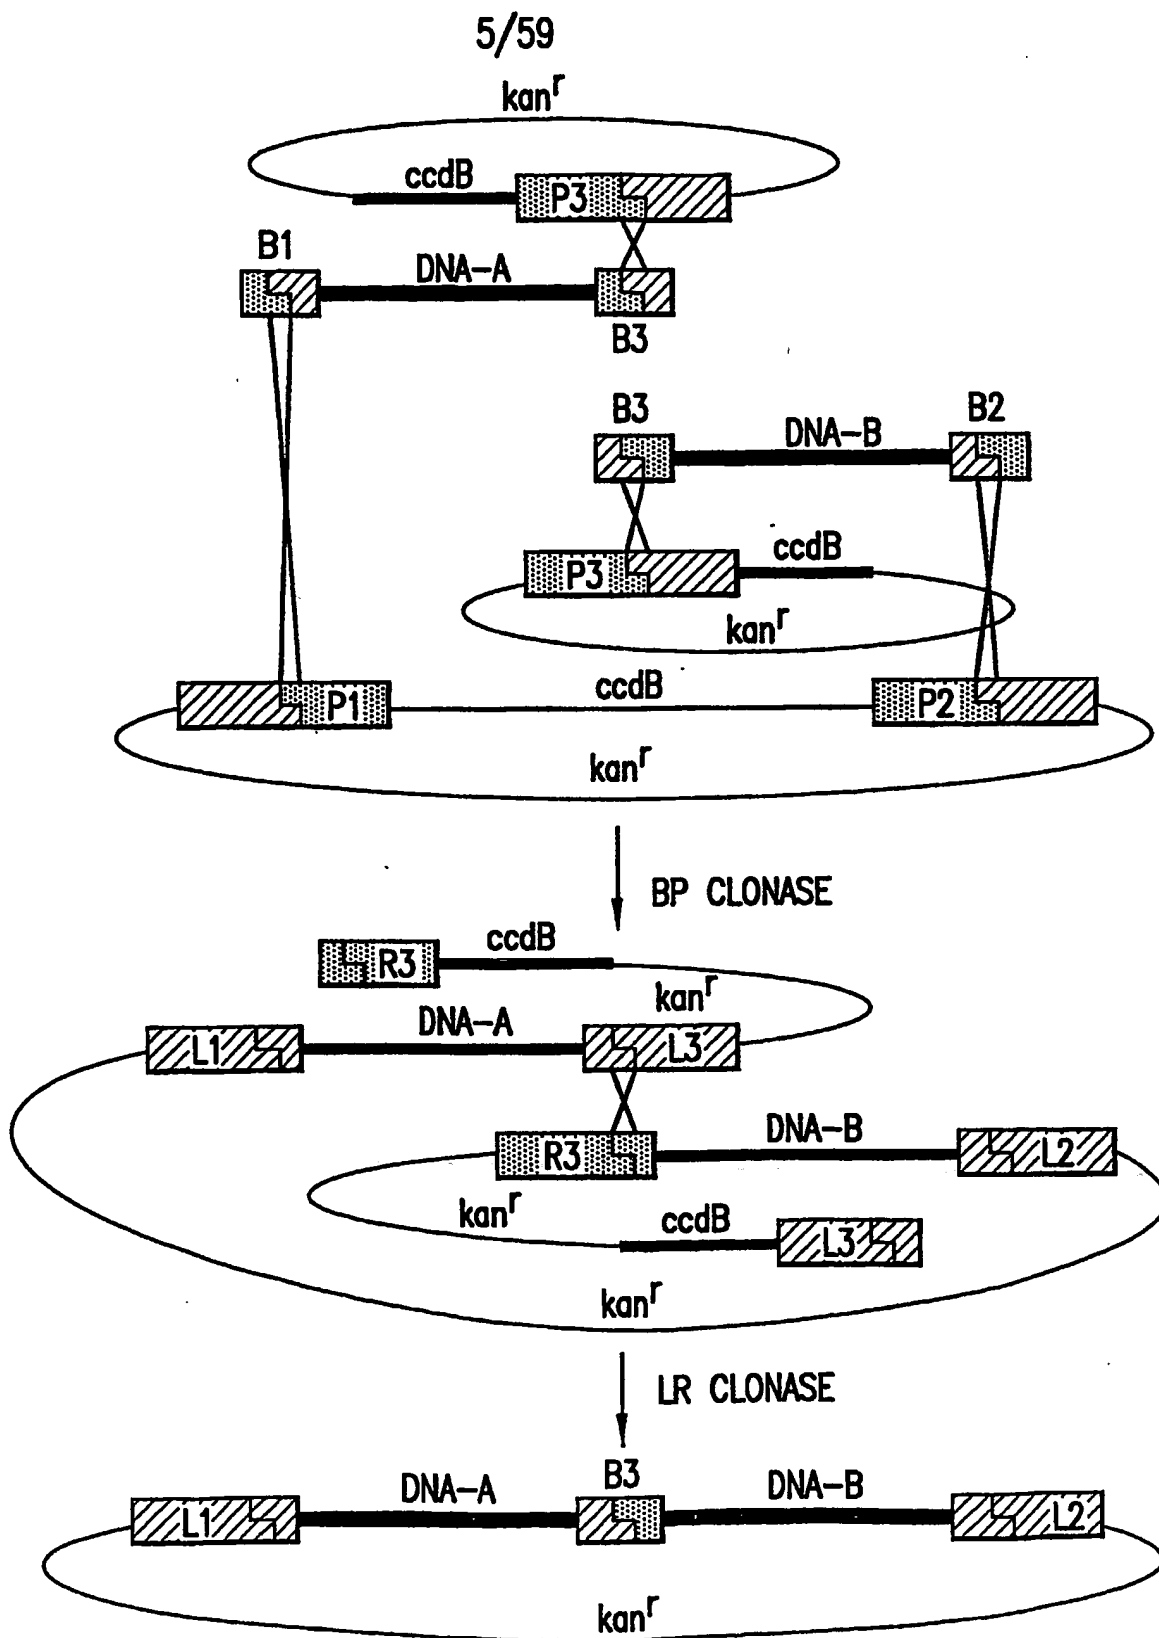 5/59
kanʳ
ccdB
P3
B1
DNA-A
B3
B3
DNA-B
B2
P3
ccdB
kanʳ
P1
ccdB
P2
kanʳ
BP CLONASE
R3
ccdB
kanʳ
L1
DNA-A
L3
R3
DNA-B
L2
kanʳ
ccdB
L3
kanʳ
LR CLONASE
L1
DNA-A
B3
DNA-B
L2
kanʳ